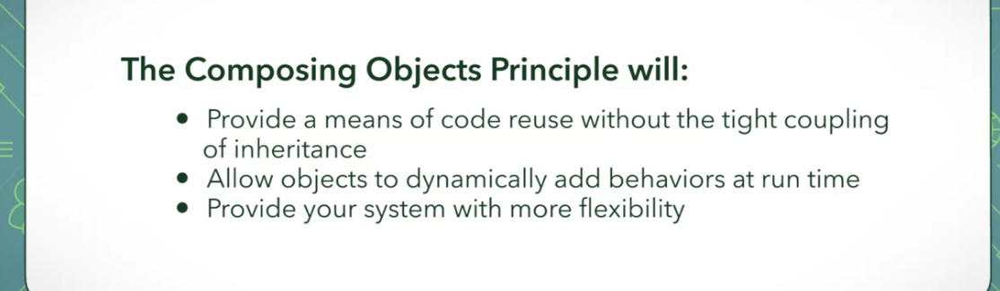 The Composing Objects Principle will:
● Provide a means of code reuse without the tight coupling
of inheritance
● Allow objects to dynamically add behaviors at run time
● Provide your system with more flexibility